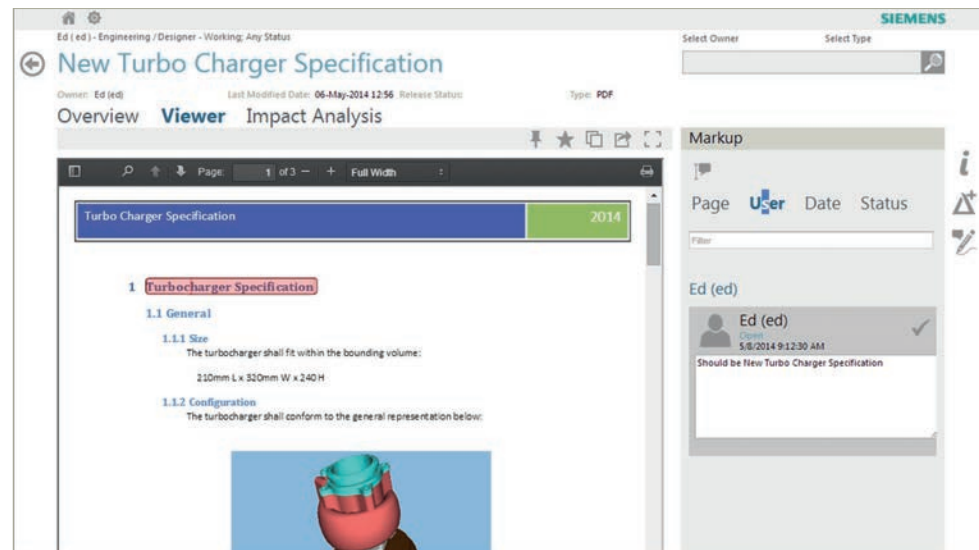 SIEMENS
Ed ( ed ) - Engineering / Designer - Working; Any Status
Select Owner Select Type
New Turbo Charger Specification
Owner: Ed (ed) Last Modified Date: 06-May-2014 12:56 Release Status: Type: PDF
Overview Viewer Impact Analysis
Markup
Page: 1 of 3 − + Full Width
Page User Date Status
Turbo Charger Specification 2014
Filter
1 Turbocharger Specification
Ed (ed)
1.1 General
Ed (ed)
Open
5/8/2014 9:12:30 AM
1.1.1 Size
The turbocharger shall fit within the bounding volume:
Should be New Turbo Charger Specification
210mm L x 320mm W x 240 H
1.1.2 Configuration
The turbocharger shall conform to the general representation below: